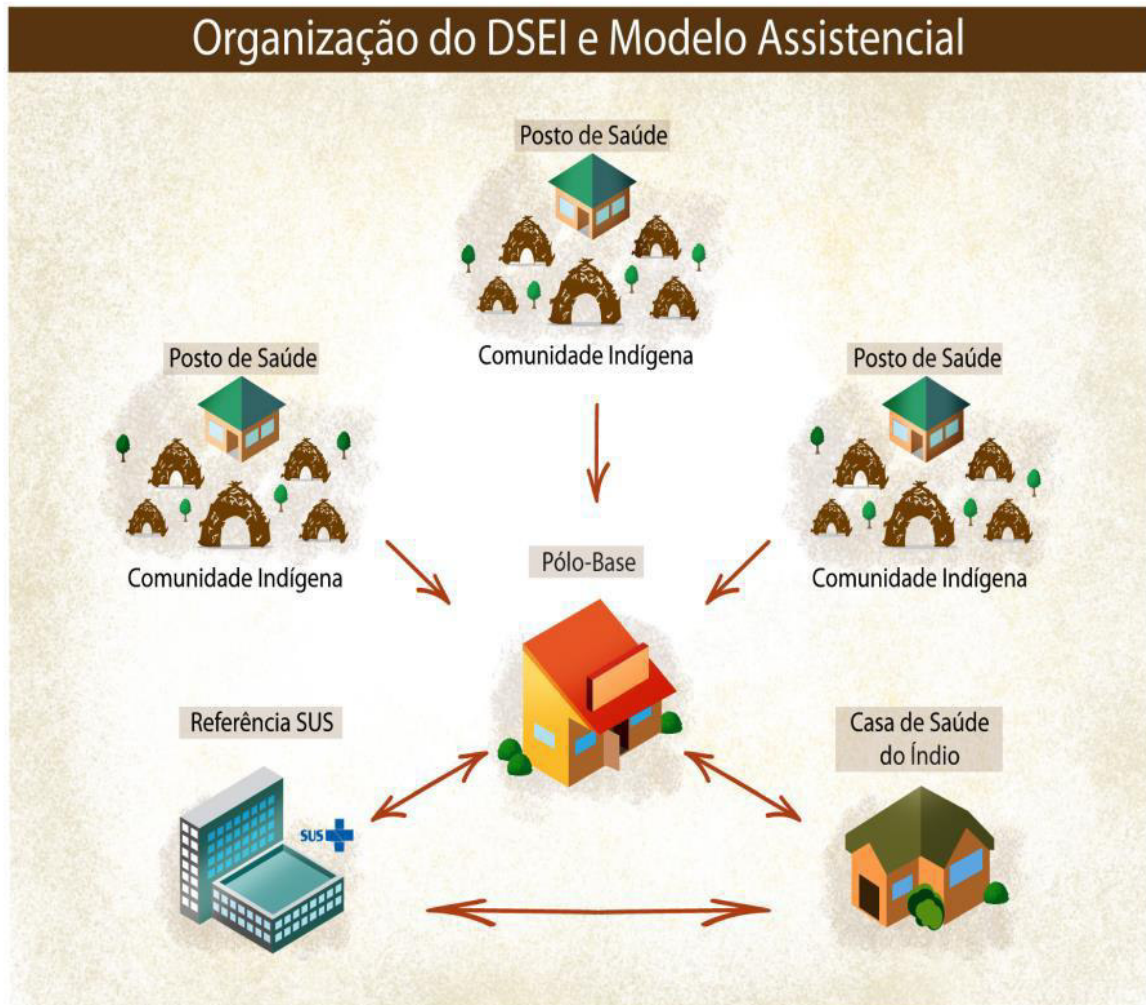 Organização do DSEI e Modelo Assistencial
Posto de Saúde
Comunidade Indígena
Posto de Saúde
Comunidade Indígena
Posto de Saúde
Comunidade Indígena
Pólo-Base
Referência SUS
SUS
Casa de Saúde
do Índio